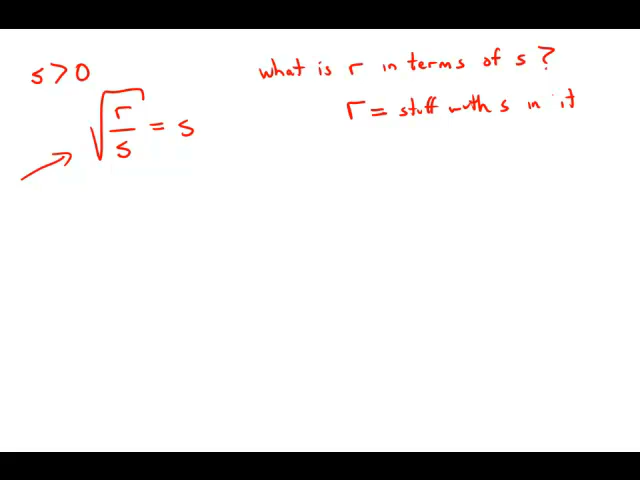 s > 0
what is r in terms of s ?
r = stuff with s in it
√(r/s) = s